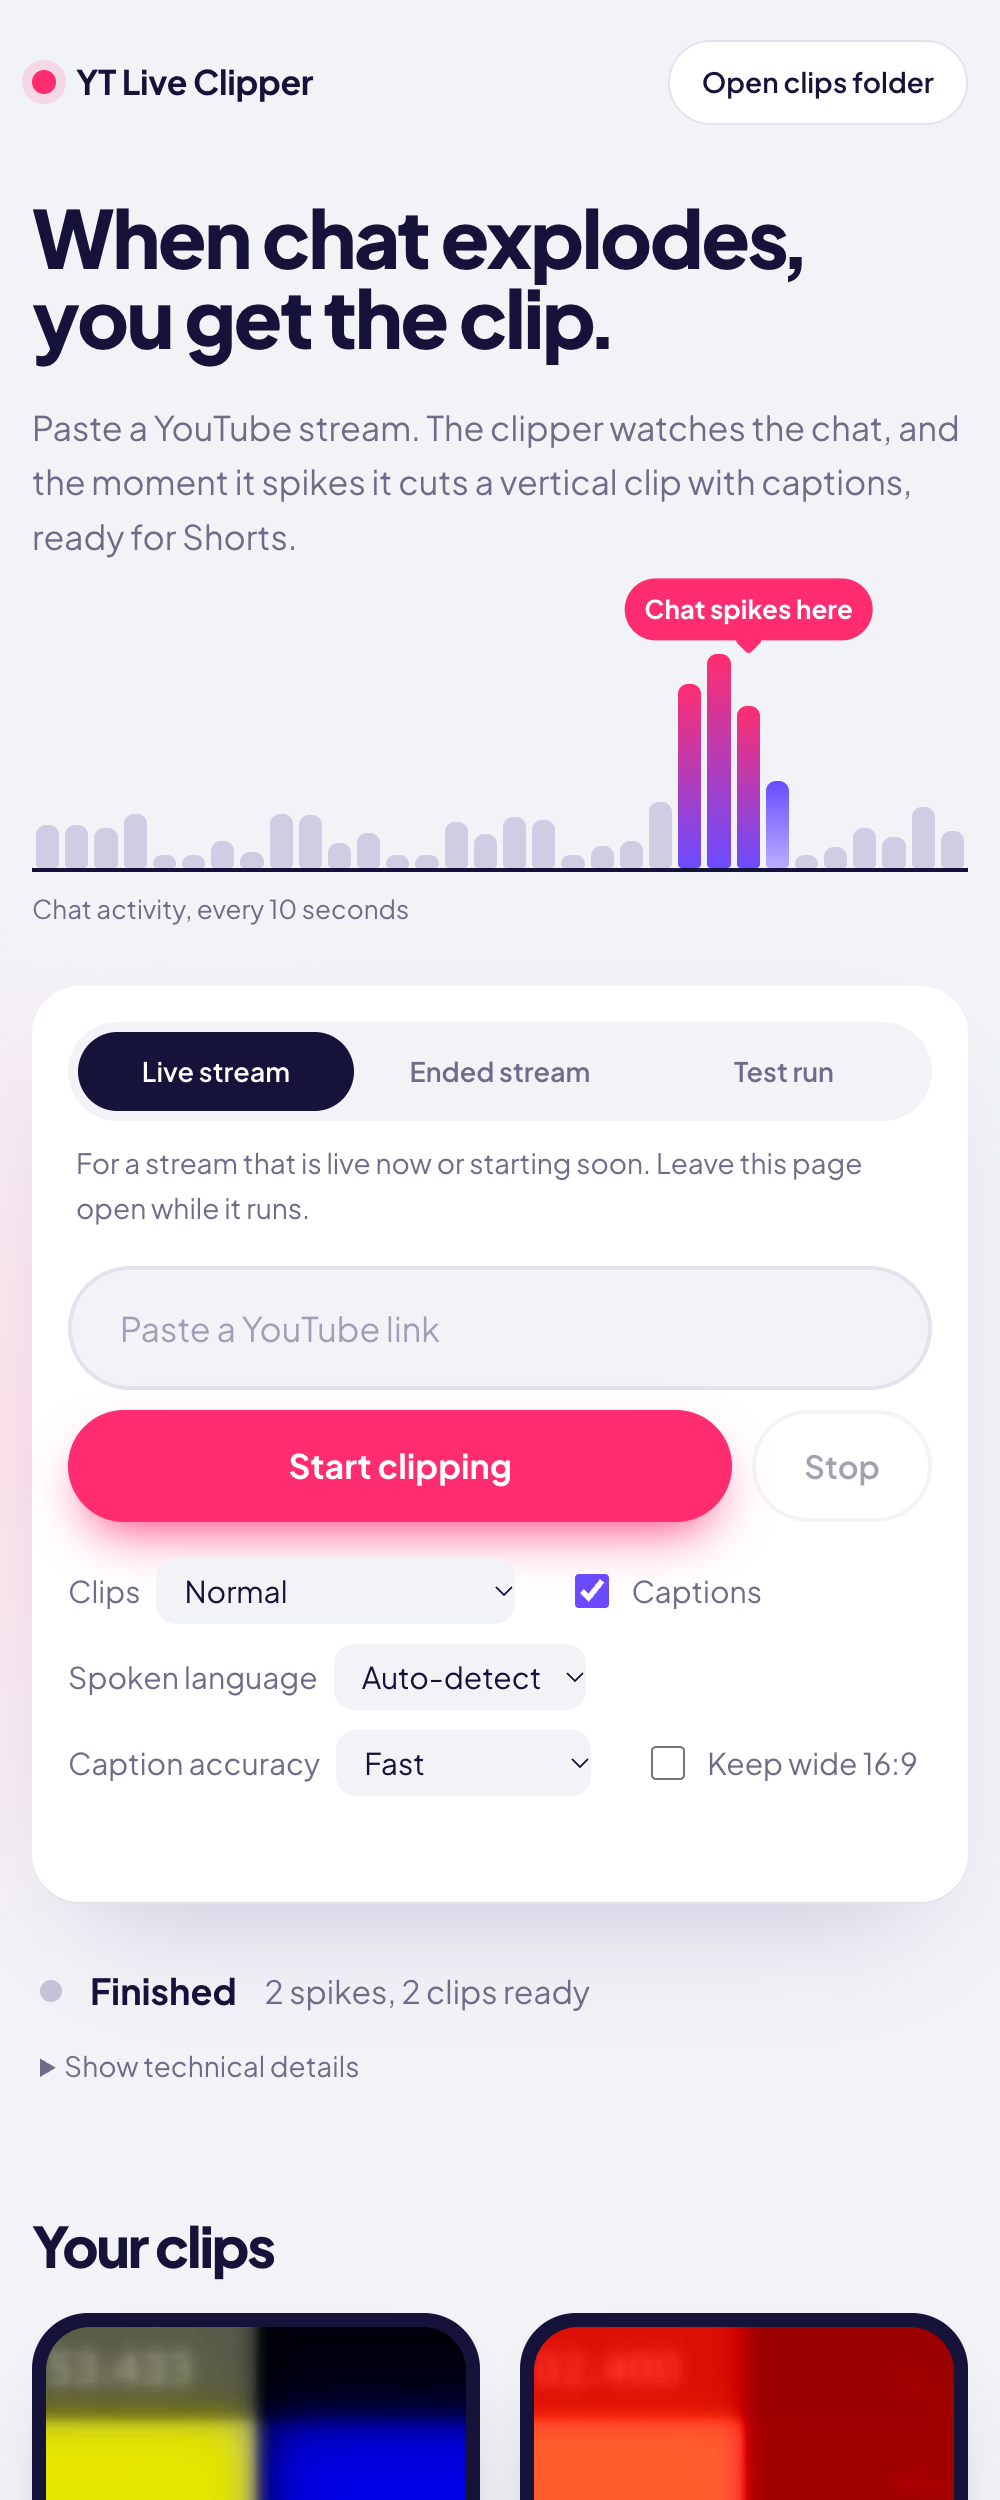 YT Live Clipper
Open clips folder
When chat explodes,
you get the clip.
Paste a YouTube stream. The clipper watches the chat, and
the moment it spikes it cuts a vertical clip with captions,
ready for Shorts.
Chat spikes here
Chat activity, every 10 seconds
Live stream
Ended stream
Test run
For a stream that is live now or starting soon. Leave this page
open while it runs.
Paste a YouTube link
Start clipping
Stop
Clips
Normal
Captions
Spoken language
Auto-detect
Caption accuracy
Fast
Keep wide 16:9
Finished
2 spikes, 2 clips ready
Show technical details
Your clips